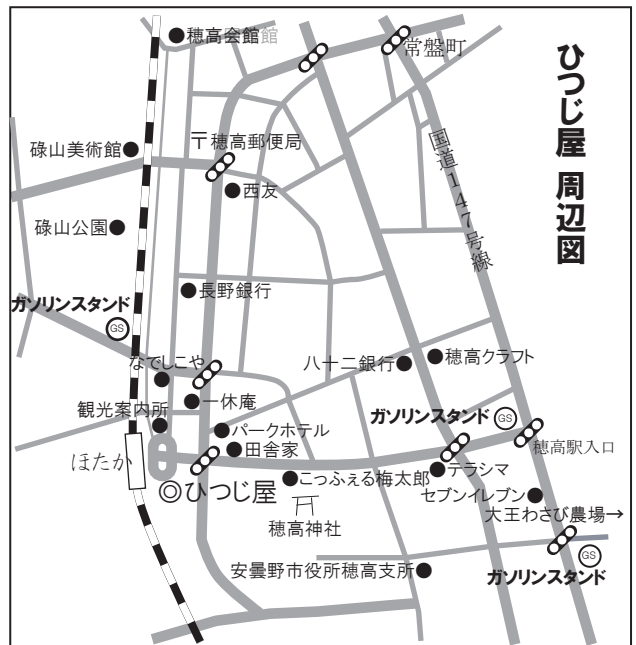 ひつじ屋 周辺図
穂高会館館
常盤町
〒穂高郵便局
碌山美術館
西友
国道147号線
碌山公園
長野銀行
ガソリンスタンド
GS
なでしこや
八十二銀行
穂高クラフト
一休庵
観光案内所
パークホテル
ガソリンスタンド
GS
田舎家
穂高駅入口
ほたか
◎ひつじ屋
こっふぇる梅太郎
テラシマ
セブンイレブン
大王わさび農場→
穂高神社
GS
安曇野市役所穂高支所
ガソリンスタンド